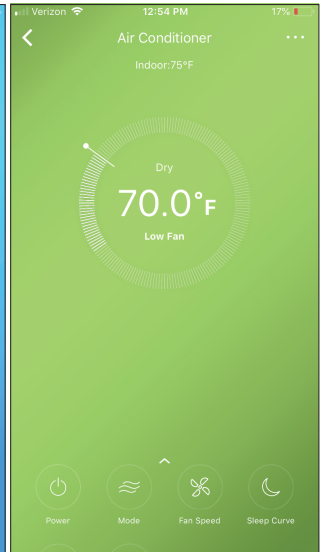 Verizon 12:54 PM 17%
Air Conditioner
Indoor:75°F
Dry
70.0°F
Low Fan
Power Mode Fan Speed Sleep Curve